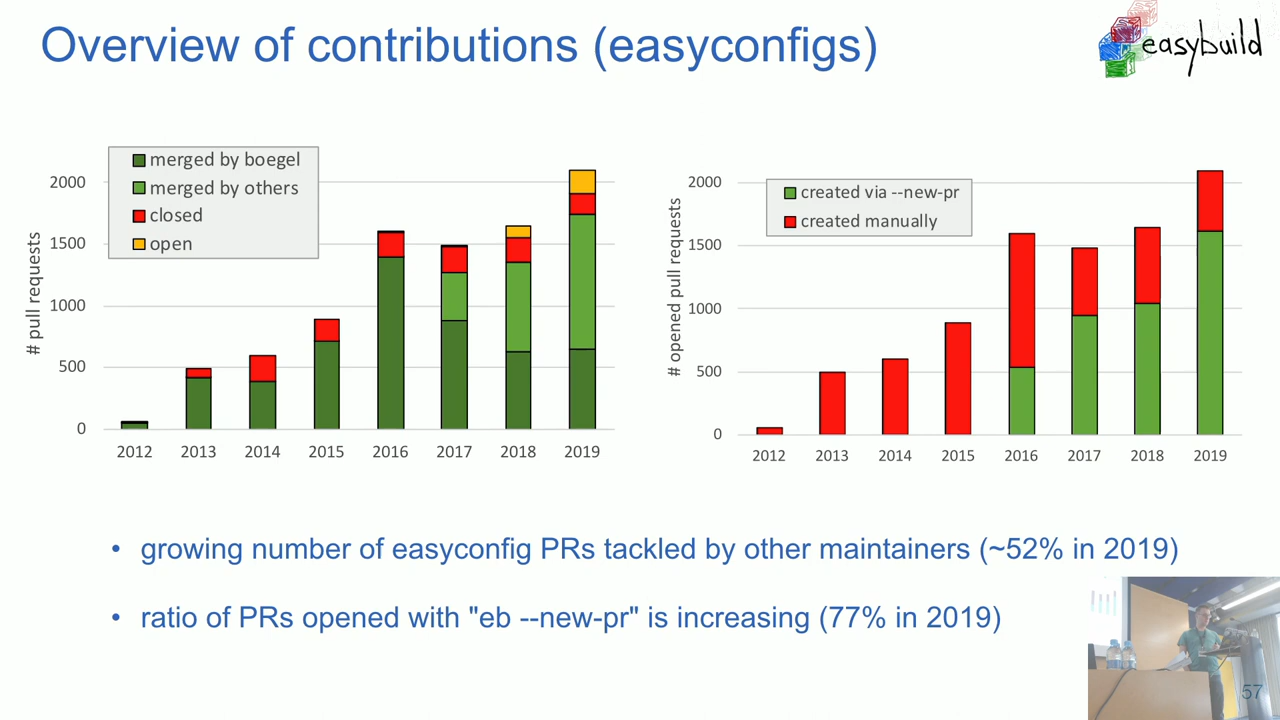 Overview of contributions (easyconfigs)
easybuild
merged by boegel
merged by others
closed
open
# pull requests
2000
1500
1000
500
0
2012 2013 2014 2015 2016 2017 2018 2019
created via --new-pr
created manually
# opened pull requests
2000
1500
1000
500
0
2012 2013 2014 2015 2016 2017 2018 2019
• growing number of easyconfig PRs tackled by other maintainers (~52% in 2019)
• ratio of PRs opened with "eb --new-pr" is increasing (77% in 2019)
57